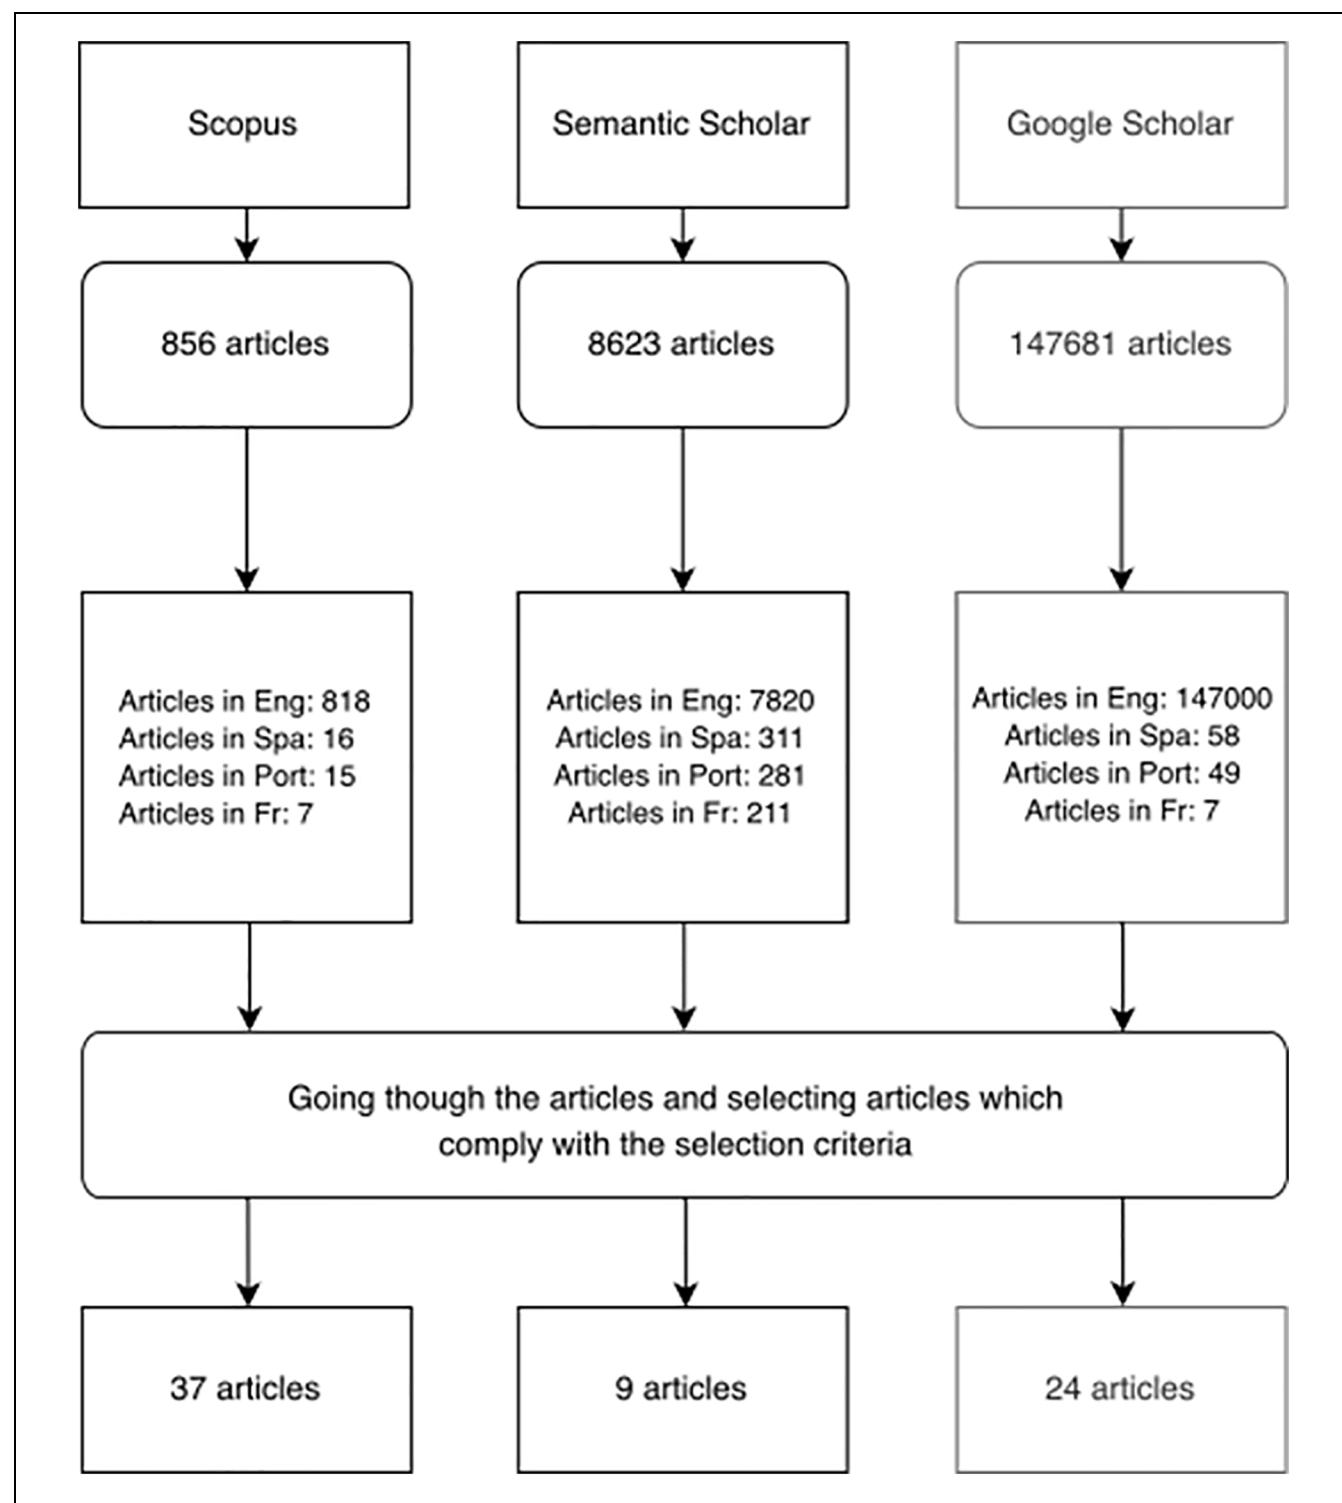 Scopus
Semantic Scholar
Google Scholar
856 articles
8623 articles
147681 articles
Articles in Eng: 818
Articles in Spa: 16
Articles in Port: 15
Articles in Fr: 7
Articles in Eng: 7820
Articles in Spa: 311
Articles in Port: 281
Articles in Fr: 211
Articles in Eng: 147000
Articles in Spa: 58
Articles in Port: 49
Articles in Fr: 7
Going though the articles and selecting articles which
comply with the selection criteria
37 articles
9 articles
24 articles